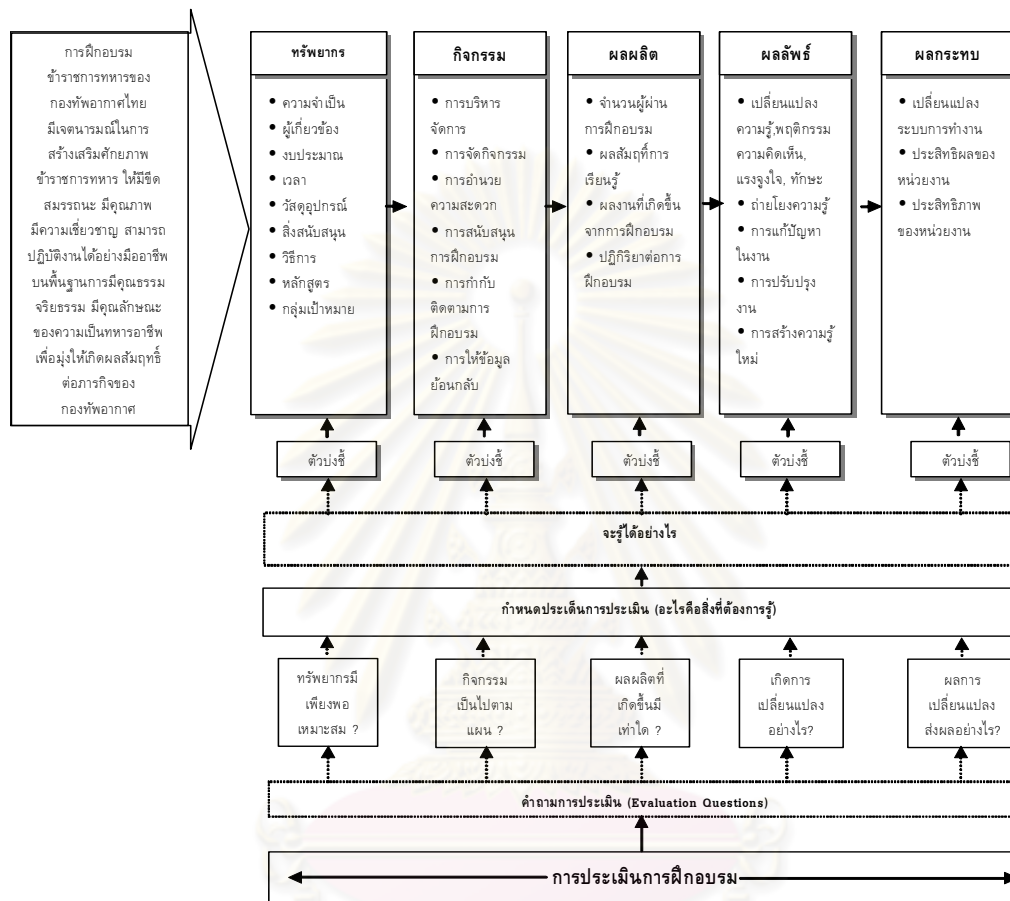 การฝึกอบรม
ข้าราชการทหารของ
กองทัพอากาศไทย
มีเจตนารมณ์ในการ
สร้างเสริมศักยภาพ
ข้าราชการทหาร ให้มีขีด
สมรรถนะ มีคุณภาพ
มีความเชี่ยวชาญ สามารถ
ปฏิบัติงานได้อย่างมืออาชีพ
บนพื้นฐานการมีคุณธรรม
จริยธรรม มีคุณลักษณะ
ของความเป็นทหารอาชีพ
เพื่อมุ่งให้เกิดผลสัมฤทธิ์
ต่อภารกิจของ
กองทัพอากาศ
ทรัพยากร
• ความจำเป็น
• ผู้เกี่ยวข้อง
• งบประมาณ
• เวลา
• วัสดุอุปกรณ์
• สิ่งสนับสนุน
• วิธีการ
• หลักสูตร
• กลุ่มเป้าหมาย
กิจกรรม
• การบริหาร
จัดการ
• การจัดกิจกรรม
• การอำนวย
ความสะดวก
• การสนับสนุน
การฝึกอบรม
• การกำกับ
ติดตามการ
ฝึกอบรม
• การให้ข้อมูล
ย้อนกลับ
ผลผลิต
• จำนวนผู้ผ่าน
การฝึกอบรม
• ผลสัมฤทธิ์การ
เรียนรู้
• ผลงานที่เกิดขึ้น
จากการฝึกอบรม
• ปฏิกิริยาต่อการ
ฝึกอบรม
ผลลัพธ์
• เปลี่ยนแปลง
ความรู้,พฤติกรรม
ความคิดเห็น,
แรงจูงใจ, ทักษะ
• ถ่ายโยงความรู้
• การแก้ปัญหา
ในงาน
• การปรับปรุง
งาน
• การสร้างความรู้
ใหม่
ผลกระทบ
• เปลี่ยนแปลง
ระบบการทำงาน
• ประสิทธิผลของ
หน่วยงาน
• ประสิทธิภาพ
ของหน่วยงาน
ตัวบ่งชี้
ตัวบ่งชี้
ตัวบ่งชี้
ตัวบ่งชี้
ตัวบ่งชี้
จะรู้ได้อย่างไร
กำหนดประเด็นการประเมิน (อะไรคือสิ่งที่ต้องการรู้)
ทรัพยากรมี
เพียงพอ
เหมาะสม ?
กิจกรรม
เป็นไปตาม
แผน ?
ผลผลิตที่
เกิดขึ้นมี
เท่าใด ?
เกิดการ
เปลี่ยนแปลง
อย่างไร?
ผลการ
เปลี่ยนแปลง
ส่งผลอย่างไร?
คำถามการประเมิน (Evaluation Questions)
การประเมินการฝึกอบรม